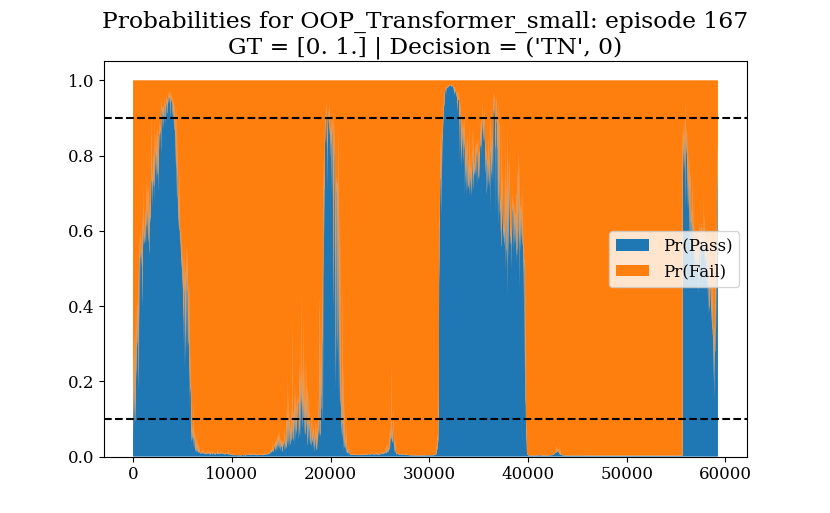 Probabilities for OOP_Transformer_small: episode 167
GT = [0. 1.] | Decision = ('TN', 0)
1.0
0.8
0.6
0.4
0.2
0.0
Pr(Pass)
Pr(Fail)
0 10000 20000 30000 40000 50000 60000